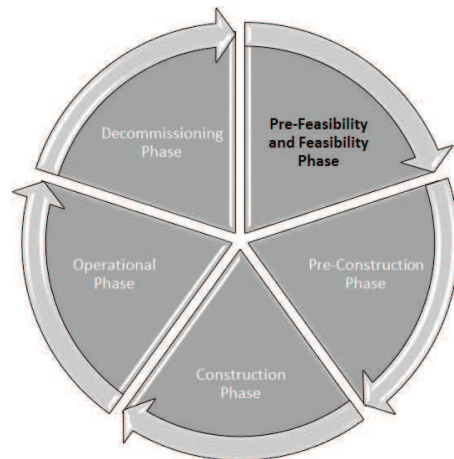 Pre-Feasibility
and Feasibility
Phase
Pre-Construction
Phase
Construction
Phase
Operational
Phase
Decommissioning
Phase